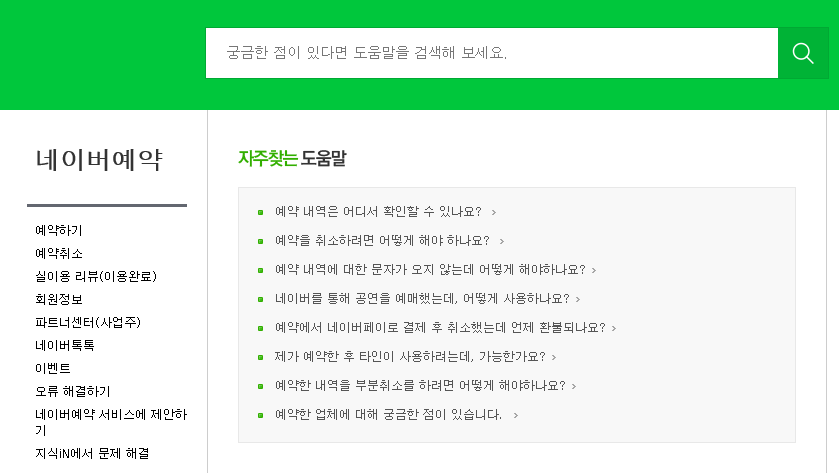 궁금한 점이 있다면 도움말을 검색해 보세요.
네이버예약
예약하기
예약취소
실이용 리뷰(이용완료)
회원정보
파트너센터(사업주)
네이버톡톡
이벤트
오류 해결하기
네이버예약 서비스에 제안하
기
지식iN에서 문제 해결
자주찾는 도움말
예약 내역은 어디서 확인할 수 있나요?
예약을 취소하려면 어떻게 해야 하나요?
예약 내역에 대한 문자가 오지 않는데 어떻게 해야하나요?
네이버를 통해 공연을 예매했는데, 어떻게 사용하나요?
예약에서 네이버페이로 결제 후 취소했는데 언제 환불되나요?
제가 예약한 후 타인이 사용하려는데, 가능한가요?
예약한 내역을 부분취소를 하려면 어떻게 해야하나요?
예약한 업체에 대해 궁금한 점이 있습니다.